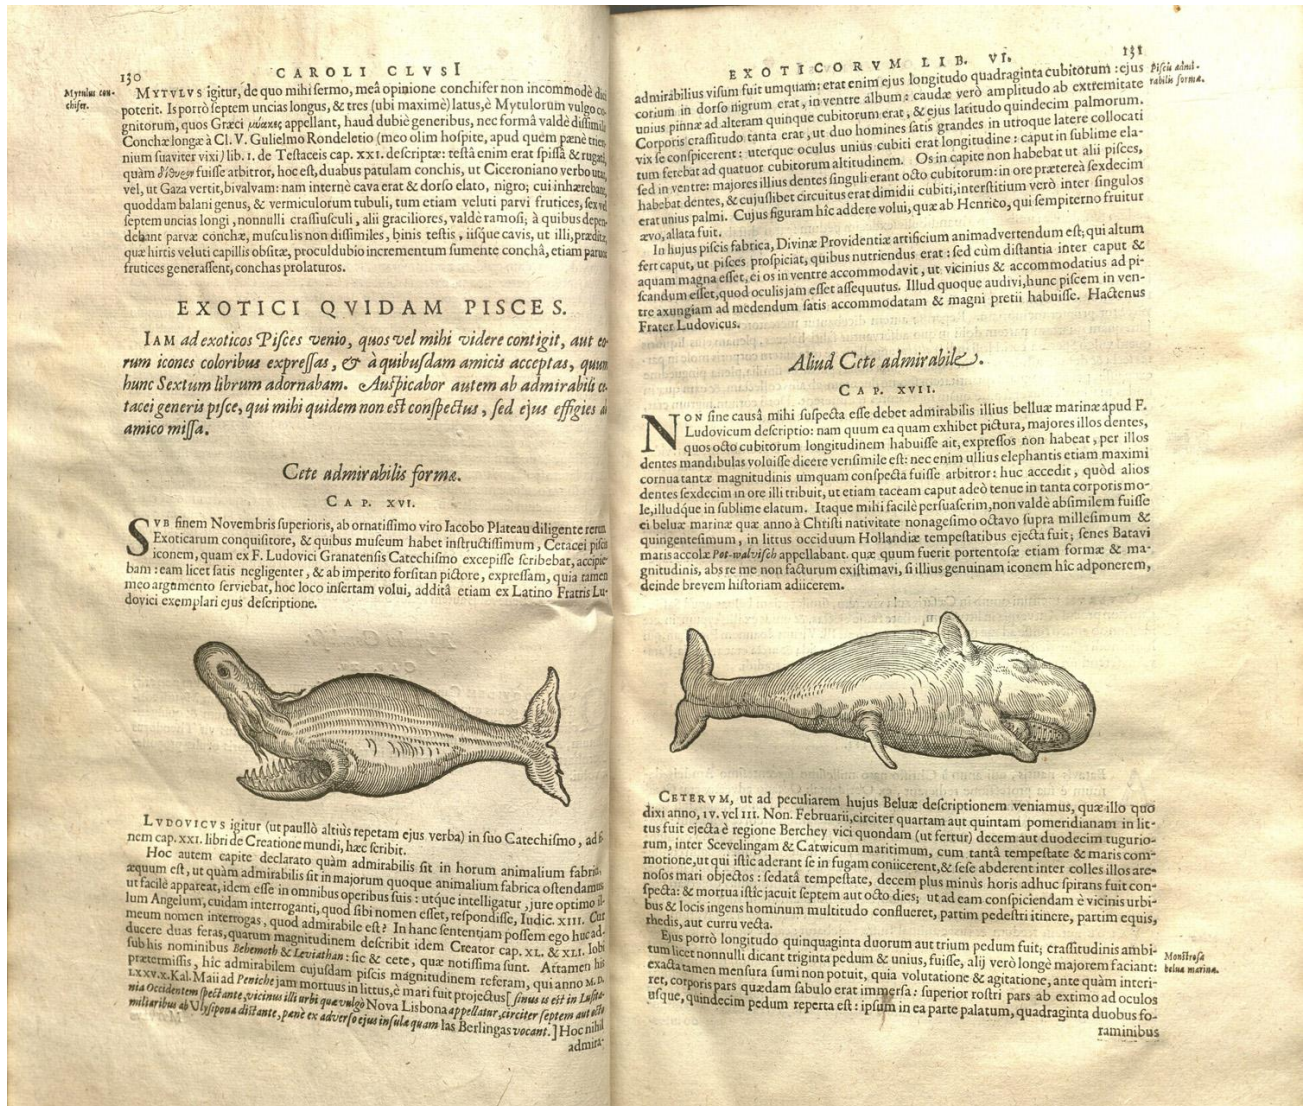 130
CAROLI CLVSI
Mytulus con-
chifer.
MYTVLVS igitur, de quo mihi sermo, meâ opinione conchifer non incommodè dici
poterit. Is porrò septem uncias longus, & tres (ubi maximè) latus, è Mytulorum vulgo co-
gnitorum, quos Græci μύακες appellant, haud dubiè generibus, nec formâ valdè dissimilis
Conchæ longæ à Cl. V. Gulielmo Rondeletio (meo olim hospite, apud quem pænè trien-
nium suaviter vixi) lib. I. de Testaceis cap. XXI. descriptæ: testâ enim erat spissâ & rugosâ,
quàm δίθυρον fuisse arbitror, hoc est, duabus patulam conchis, ut Ciceroniano verbo utar,
vel, ut Gaza vertit, bivalvam: nam internè cava erat & dorso elato, nigro; cui inhærebant
quoddam balani genus, & vermiculorum tubuli, tum etiam veluti parvi frutices, sex vel
septem uncias longi, nonnulli crassiusculi, alii graciliores, valdè ramosi; à quibus depen-
debant parvæ conchæ, musculis non dissimiles, binis testis, iisque cavis, ut illi, præditæ,
quæ hirtis veluti capillis obsitæ, proculdubio incrementum sumente conchâ, etiam parvos
frutices generassent, conchas prolaturos.
EXOTICI QVIDAM PISCES.
IAM ad exoticos Pisces venio, quos vel mihi videre contigit, aut eo-
rum icones coloribus expressas, & à quibusdam amicis acceptas, quum
hunc Sextum librum adornabam. Auspicabor autem ab admirabili ce-
tacei generis pisce, qui mihi quidem non est conspectus, sed ejus effigies ab
amico missa.
Cete admirabilis formæ.
CAP. XVI.
SVB finem Novembris superioris, ab ornatissimo viro Iacobo Plateau diligente rerum
Exoticarum conquisitore, & quibus museum habet instructissimum, Cetacei piscis
iconem, quam ex F. Ludovici Granatensis Catechismo excepisse scribebat, accipie-
bam: eam licet satis negligenter, & ab imperito forsitan pictore, expressam, quia tamen
meo argumento serviebat, hoc loco insertam volui, additâ etiam ex Latino Fratris Lu-
dovici exemplari ejus descriptione.
LVDOVICVS igitur (ut paullò altiùs repetam ejus verba) in suo Catechismo, ad fi-
nem cap. XXI. libri de Creatione mundi, hæc scribit.
Hoc autem capite declarato quàm admirabilis sit in horum animalium fabrica,
æquum est, ut quàm admirabilis sit in majorum quoque animalium fabrica ostendamus
ut facilè appareat, idem esse in omnibus operibus suis: utque intelligatur, jure optimo il-
lum Angelum, cuidam interroganti, quod sibi nomen esset, respondisse, Iudic. XIII. Cur
meum nomen interrogas, quod admirabile est? In hanc sententiam possem ego huc ad-
ducere duas feras, quarum magnitudinem describit idem Creator cap. XL. & XLI. Iobi
sub his nominibus Behemoth & Leviathan: sic & cete, quæ notissima sunt. Attamen his
prætermissis, hîc admirabilem cujusdam piscis magnitudinem referam, qui anno M. D.
LXXV. X. Kal. Maii ad Peniche jam mortuus in littus, è mari fuit projectus [sinus is est in Lusita-
nia Occidentem spectante, vicinus illi urbi quæ vulgò Nova Lisbona appellatur, circiter septem aut octo
miliaribus ab Ulysipona distante, pænè ex adverso ejus insulæ quam las Berlingas vocant.] Hoc nihil
admira-
EXOTICORVM LIB. VI.
131
Piscis admi-
rabilis formæ.
admirabilius visum fuit umquam: erat enim ejus longitudo quadraginta cubitorum: ejus
corium in dorso nigrum erat, in ventre album: caudæ verò amplitudo ab extremitate
unius pinnæ ad alteram quinque cubitorum erat, & ejus latitudo quindecim palmorum.
Corporis crassitudo tanta erat, ut duo homines satis grandes in utroque latere collocati
vix se conspicerent: uterque oculus unius cubiti erat longitudine: caput in sublime ela-
tum ferebat ad quatuor cubitorum altitudinem. Os in capite non habebat ut alii pisces,
sed in ventre: majores illius dentes singuli erant octo cubitorum: in ore prætereà sexdecim
habebat dentes, & cujuslibet circuitus erat dimidii cubiti, interstitium verò inter singulos
erat unius palmi. Cujus figuram hîc addere volui, quæ ab Henrico, qui sempiterno fruitur
ævo, allata fuit.
In hujus piscis fabrica, Divinæ Providentiæ artificium animadvertendum est; qui altum
fert caput, ut pisces prospiciat, quibus nutriendus erat: sed cùm distantia inter caput &
aquam magna esset, ei os in ventre accommodavit, ut vicinius & accommodatius ad pi-
scandum esset, quod oculis jam esset assequutus. Illud quoque audivi, hunc piscem in ven-
tre axungiam ad medendum satis accommodatam & magni pretii habuisse. Hactenus
Frater Ludovicus.
Aliud Cete admirabile.
CAP. XVII.
NON sine causâ mihi suspecta esse debet admirabilis illius belluæ marinæ apud F.
Ludovicum descriptio: nam quum ea quam exhibet pictura, majores illos dentes,
quos octo cubitorum longitudinem habuisse ait, expressos non habeat, per illos
dentes mandibulas voluisse dicere verisimile est: nec enim ullius elephantis etiam maximi
cornua tantæ magnitudinis umquam conspecta fuisse arbitror: huc accedit, quòd alios
dentes sexdecim in ore illi tribuit, ut etiam taceam caput adeò tenue in tanta corporis mo-
le, illudque in sublime elatum. Itaque mihi facilè persuaserim, non valdè absimilem fuisse
ei beluæ marinæ quæ anno à Christi nativitate nonagesimo octavo supra millesimum &
quingentesimum, in littus occiduum Hollandiæ tempestatibus ejecta fuit; senes Batavi
maris accolæ Pot-walvisch appellabant. quæ quum fuerit portentosæ etiam formæ & ma-
gnitudinis, abs re me non facturum existimavi, si illius genuinam iconem hîc adponerem,
deinde brevem historiam adiicerem.
CETERVM, ut ad peculiarem hujus Beluæ descriptionem veniamus, quæ illo quo
dixi anno, IV. vel III. Non. Februarii, circiter quartam aut quintam pomeridianam in lit-
tus fuit ejecta è regione Berchey vici quondam (ut fertur) decem aut duodecim tugurio-
rum, inter Scevelingam & Catwicum maritimum, cum tantâ tempestate & maris com-
motione, ut qui istic aderant se in fugam coniicerent, & sese abderent inter colles illos are-
nosos mari objectos: sedatâ tempestate, decem plus minùs horis adhuc spirans fuit con-
specta: & mortua istic jacuit septem aut octo dies; ut ad eam conspiciendam è vicinis urbi-
bus & locis ingens hominum multitudo conflueret, partim pedestri itinere, partim equis,
rhedis, aut curru vecta.
Monstrosa
belua marina.
Ejus porrò longitudo quinquaginta duorum aut trium pedum fuit; crassitudinis ambi-
tum licet nonnulli dicant triginta pedum & unius, fuisse, alij verò longè majorem faciant:
exacta tamen mensura sumi non potuit, quia volutatione & agitatione, ante quàm interi-
ret, corporis pars quædam sabulo erat immersa: superior rostri pars ab extimo ad oculos
usque, quindecim pedum reperta est: ipsum in ea parte palatum, quadraginta duobus fo-
raminibus